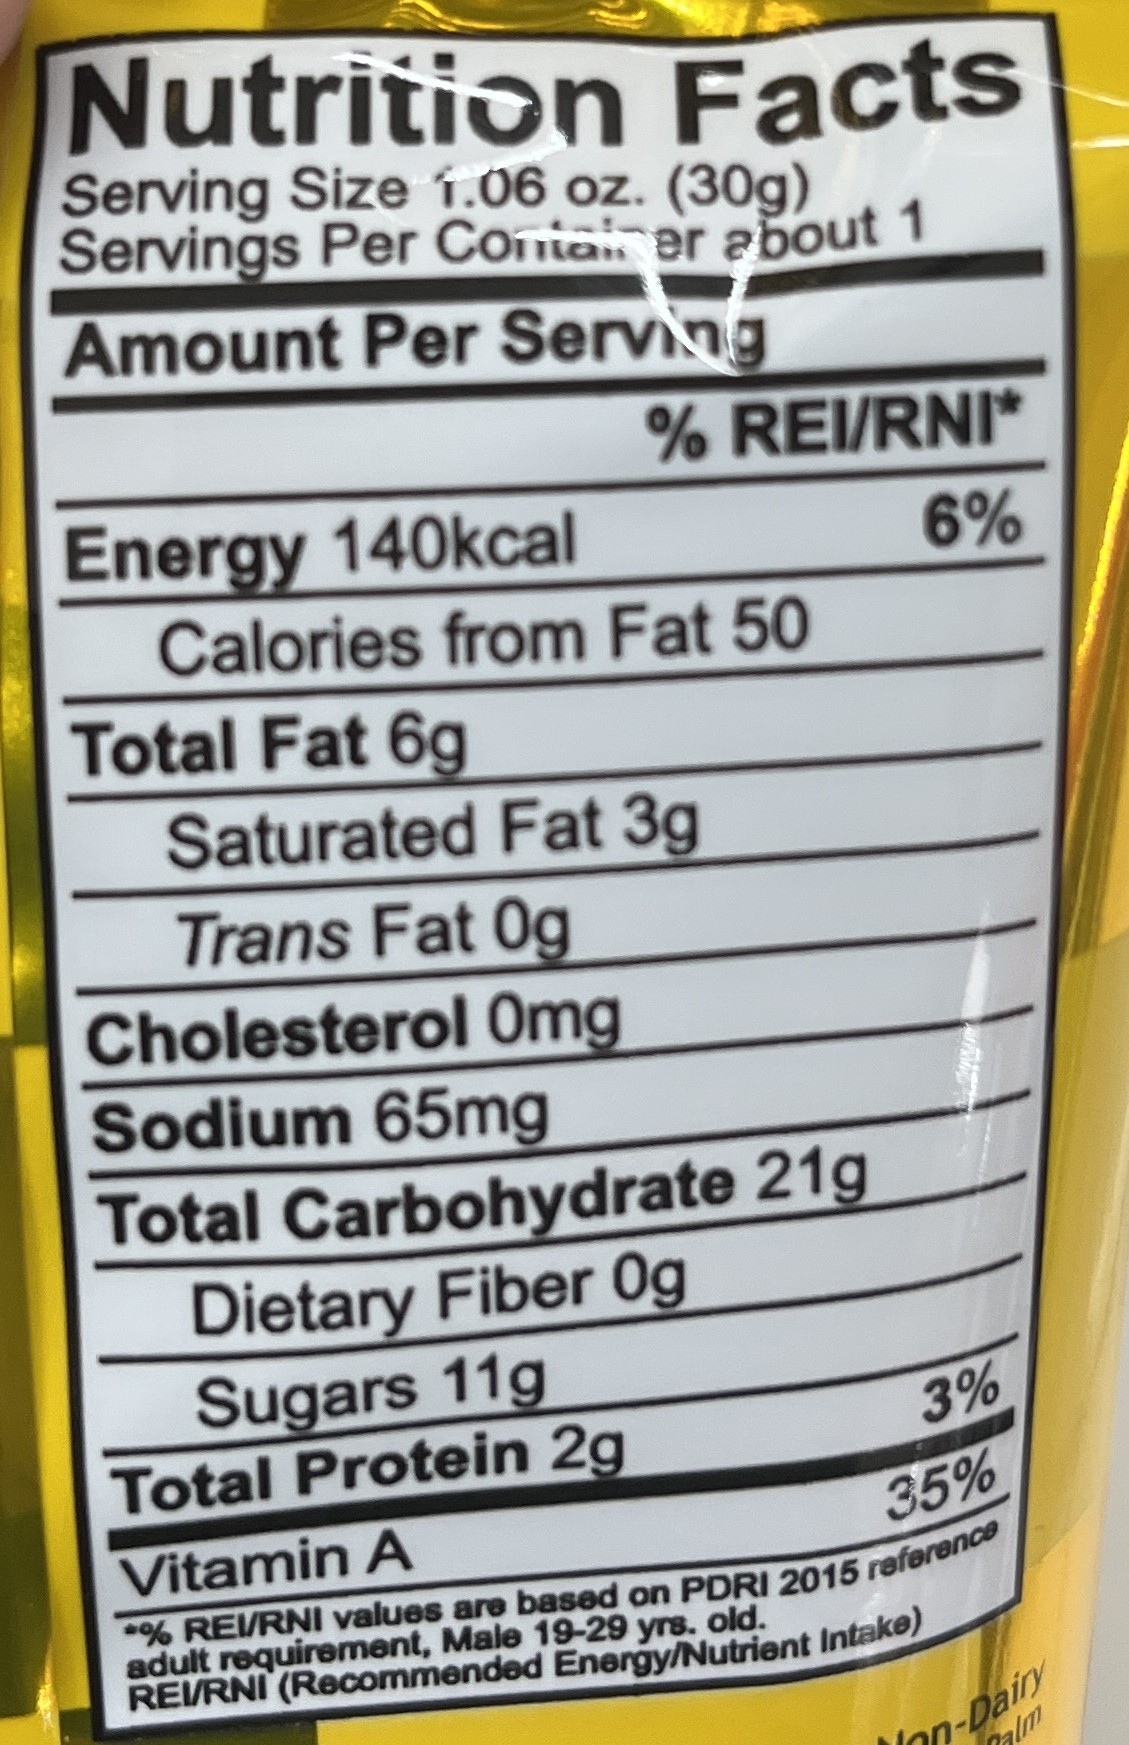 Nutrition Facts
Serving Size 1.06 oz. (30g)
Servings Per Container about 1
Amount Per Serving
% REI/RNI*
Energy 140kcal 6%
Calories from Fat 50
Total Fat 6g
Saturated Fat 3g
Trans Fat 0g
Cholesterol 0mg
Sodium 65mg
Total Carbohydrate 21g
Dietary Fiber 0g
Sugars 11g
Total Protein 2g 3%
Vitamin A 35%
*% REI/RNI values are based on PDRI 2015 reference
adult requirement, Male 19-29 yrs. old.
REI/RNI (Recommended Energy/Nutrient Intake)
Non-Dairy
Palm